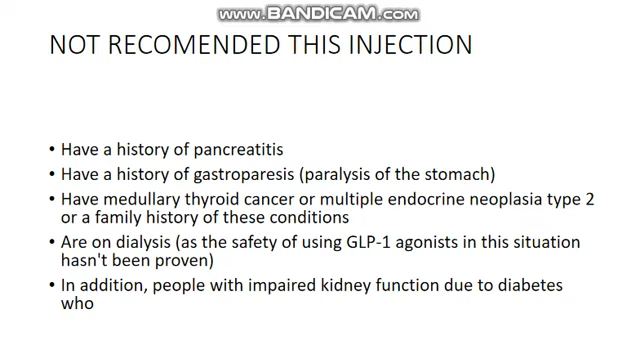 www.BANDICAM.com
NOT RECOMENDED THIS INJECTION
• Have a history of pancreatitis
• Have a history of gastroparesis (paralysis of the stomach)
• Have medullary thyroid cancer or multiple endocrine neoplasia type 2
or a family history of these conditions
• Are on dialysis (as the safety of using GLP-1 agonists in this situation
hasn't been proven)
• In addition, people with impaired kidney function due to diabetes
who